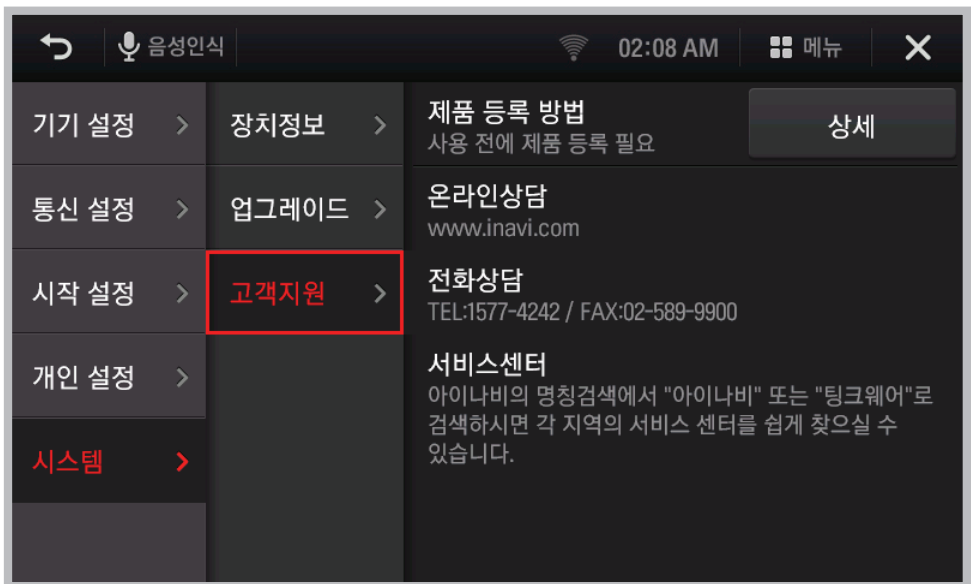 음성인식
02:08 AM
메뉴
기기 설정
통신 설정
시작 설정
개인 설정
시스템
장치정보
업그레이드
고객지원
제품 등록 방법
사용 전에 제품 등록 필요
상세
온라인상담
www.inavi.com
전화상담
TEL:1577-4242 / FAX:02-589-9900
서비스센터
아이나비의 명칭검색에서 "아이나비" 또는 "팅크웨어"로
검색하시면 각 지역의 서비스 센터를 쉽게 찾으실 수
있습니다.